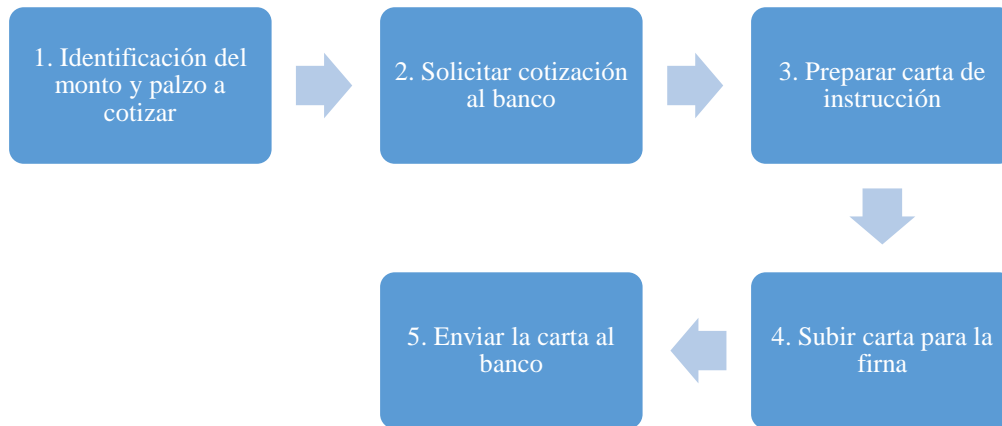 1. Identificación del
monto y palzo a
cotizar
2. Solicitar cotización
al banco
3. Preparar carta de
instrucción
4. Subir carta para la
firna
5. Enviar la carta al
banco